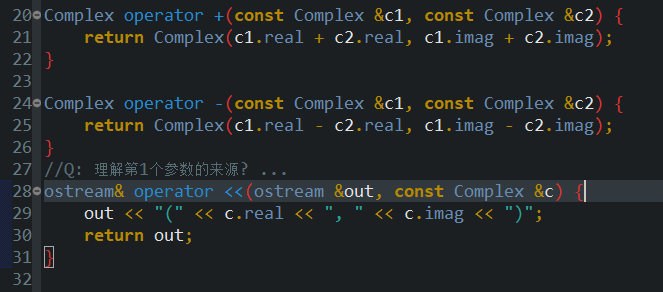 20 Complex operator +(const Complex &c1, const Complex &c2) {
21     return Complex(c1.real + c2.real, c1.imag + c2.imag);
22 }
23
24 Complex operator -(const Complex &c1, const Complex &c2) {
25     return Complex(c1.real - c2.real, c1.imag - c2.imag);
26 }
27 //Q: 理解第1个参数的来源? ...
28 ostream& operator <<(ostream &out, const Complex &c) {
29     out << "(" << c.real << ", " << c.imag << ")";
30     return out;
31 }
32